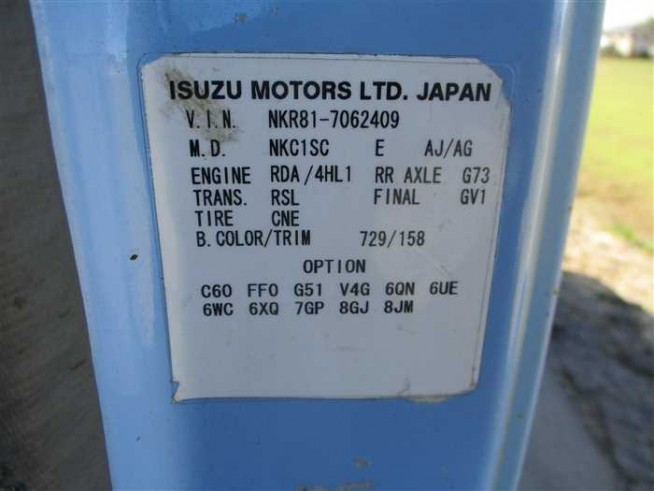 ISUZU MOTORS LTD. JAPAN
V.I.N. NKR81-7062409
M.D. NKC1SC E AJ/AG
ENGINE RDA/4HL1 RR AXLE G73
TRANS. RSL FINAL GV1
TIRE CNE
B.COLOR/TRIM 729/158
OPTION
C60 FF0 G51 V4G 6QN 6UE
6WC 6XQ 7GP 8GJ 8JM